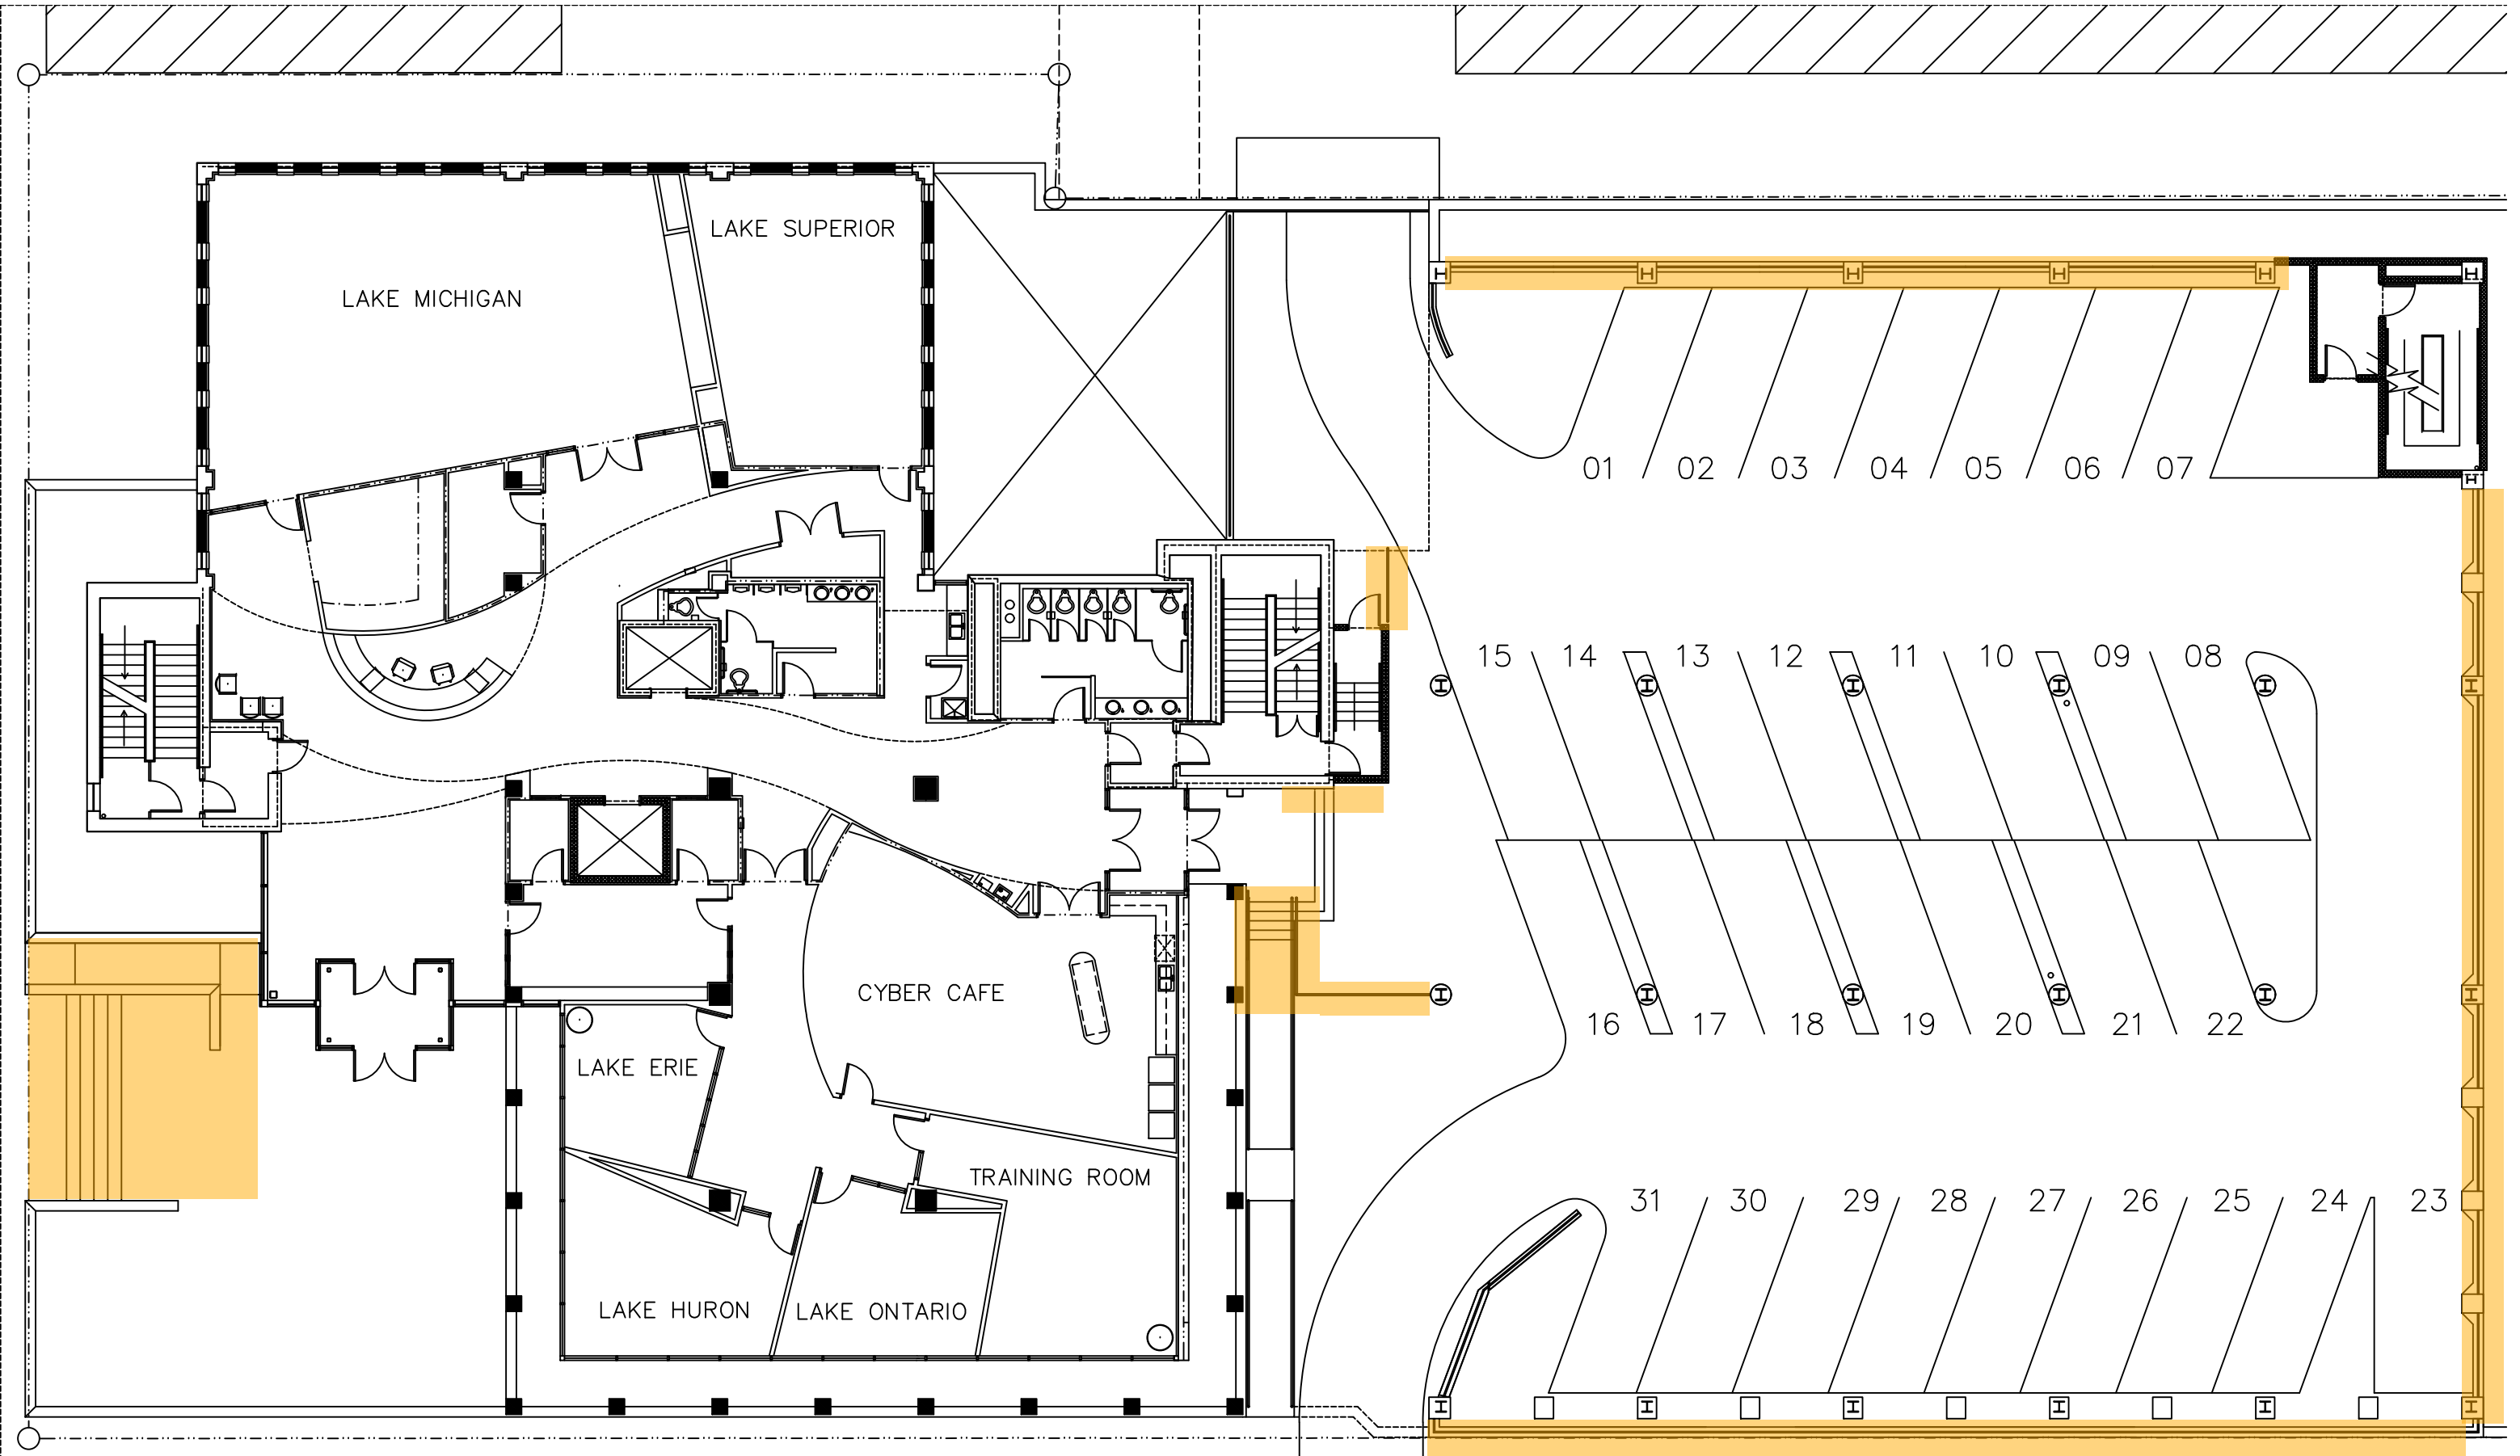 LAKE SUPERIOR
LAKE MICHIGAN
01 02 03 04 05 06 07
15 14 13 12 11 10 09 08
CYBER CAFE
16 17 18 19 20 21 22
LAKE ERIE
TRAINING ROOM
31 30 29 28 27 26 25 24 23
LAKE HURON
LAKE ONTARIO